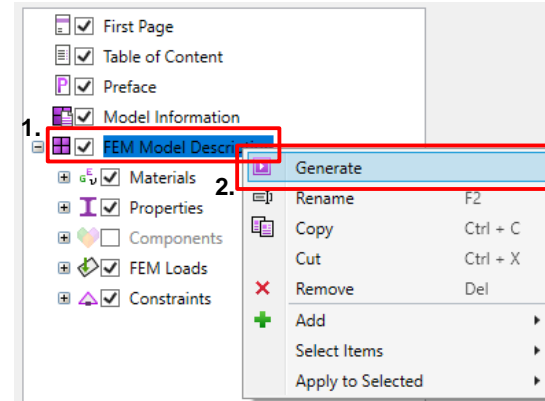 First Page
Table of Content
Preface
Model Information
1.
FEM Model Descrip
2.
Generate
Materials
Rename F2
Properties
Copy Ctrl + C
Components
Cut Ctrl + X
FEM Loads
Remove Del
Constraints
Add
Select Items
Apply to Selected